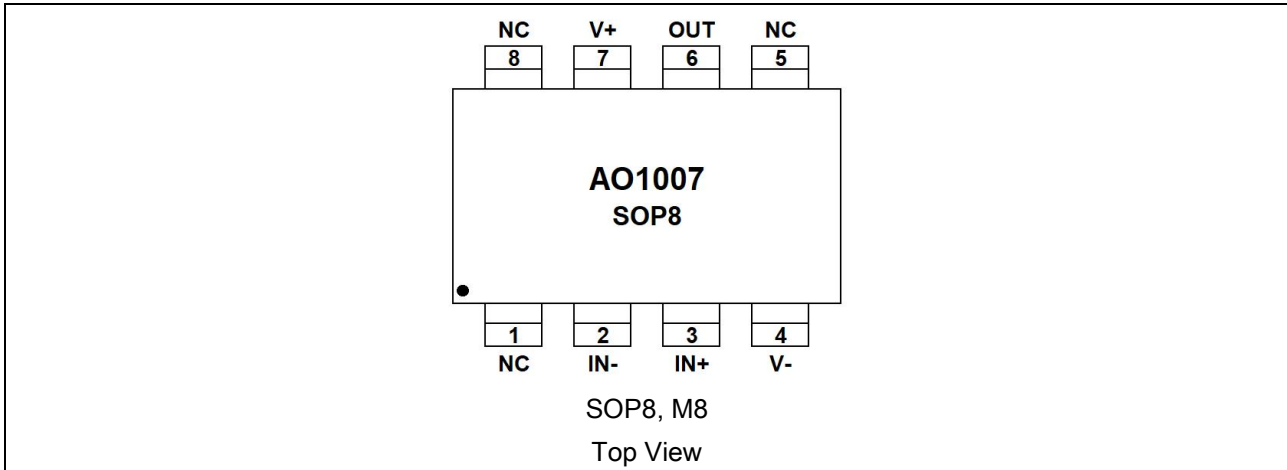 NC V+ OUT NC
8 7 6 5
AO1007
SOP8
1 2 3 4
NC IN- IN+ V-
SOP8, M8
Top View